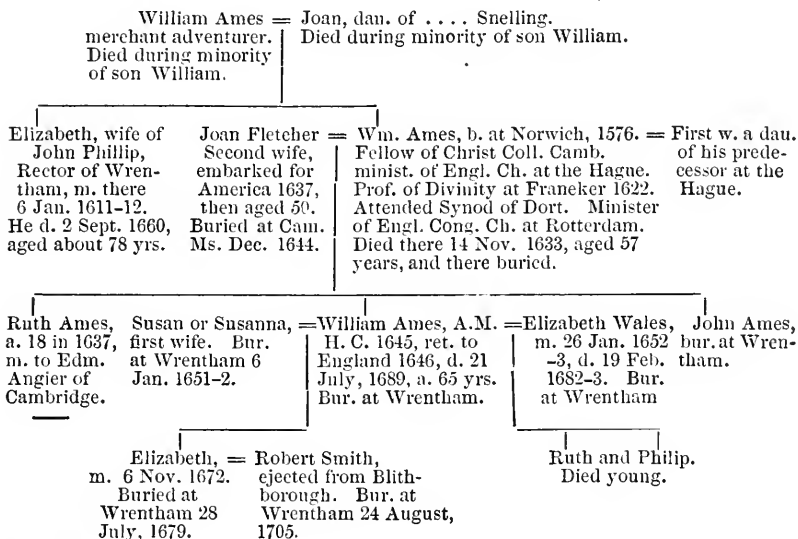 William Ames = Joan, dau. of .... Snelling.
merchant adventurer. Died during minority of son William.
Died during minority
of son William.
Elizabeth, wife of
John Phillip,
Rector of Wren-
tham, m. there
6 Jan. 1611-12.
He d. 2 Sept. 1660,
aged about 78 yrs.
Joan Fletcher =
Second wife,
embarked for
America 1637,
then aged 50.
Buried at Cam.
Ms. Dec. 1644.
Wm. Ames, b. at Norwich, 1576. =
Fellow of Christ Coll. Camb.
minist. of Engl. Ch. at the Hague.
Prof. of Divinity at Franeker 1622.
Attended Synod of Dort. Minister
of Engl. Cong. Ch. at Rotterdam.
Died there 14 Nov. 1633, aged 57
years, and there buried.
First w. a dau.
of his prede-
cessor at the
Hague.
Ruth Ames,
a. 18 in 1637,
m. to Edm.
Angier of
Cambridge.
Susan or Susanna, =
first wife. Bur.
at Wrentham 6
Jan. 1651-2.
William Ames, A.M. =
H. C. 1645, ret. to
England 1646, d. 21
July, 1689, a. 65 yrs.
Bur. at Wrentham.
Elizabeth Wales,
m. 26 Jan. 1652
-3, d. 19 Feb.
1682-3. Bur.
at Wrentham
John Ames,
bur. at Wren-
tham.
Elizabeth, =
m. 6 Nov. 1672.
Buried at
Wrentham 28
July, 1679.
Robert Smith,
ejected from Blith-
borough. Bur. at
Wrentham 24 August,
1705.
Ruth and Philip.
Died young.